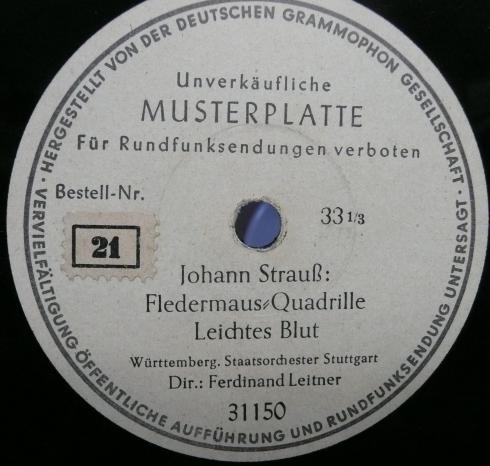 HERGESTELLT VON DER DEUTSCHEN GRAMMOPHON GESELLSCHAFT · VERVIELFÄLTIGUNG·ÖFFENTLICHE AUFFÜHRUNG UND RUNDFUNKSENDUNG UNTERSAGT ·
Unverkäufliche
MUSTERPLATTE
Für Rundfunksendungen verboten
Bestell-Nr.
21
33 1/3
Johann Strauß:
Fledermaus-Quadrille
Leichtes Blut
Württemberg. Staatsorchester Stuttgart
Dir.: Ferdinand Leitner
31150